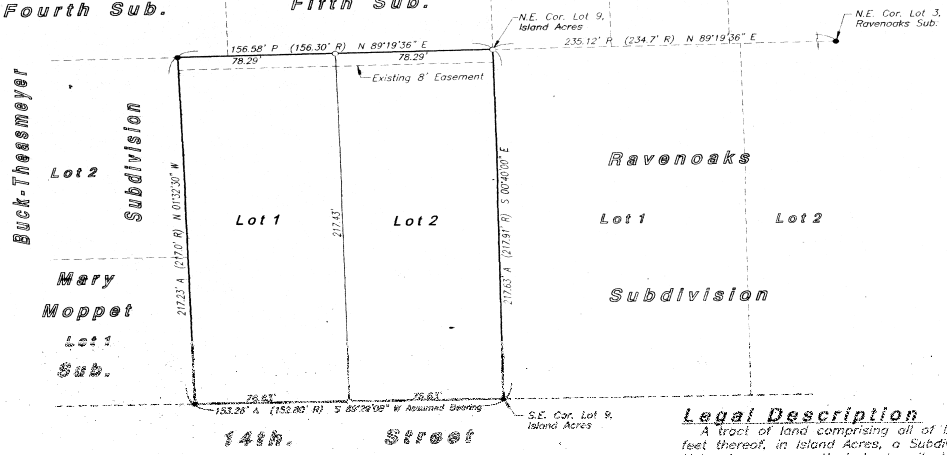 Fourth Sub.
Fifth Sub.
N.E. Cor. Lot 9,
Island Acres
N.E. Cor. Lot 3,
Ravenoaks Sub.
156.58' P (156.30' R) N 89°19'36" E
235.12' P (234.7' R) N 89°19'36" E
78.29'
78.29'
Existing 8' Easement
Buck-Theasmeyer
Subdivision
Lot 2
Lot 1
Lot 2
217.23' A (217.0' R) N 01°32'30" W
217.43'
217.63' A (217.91' R) S 00°40'00" E
Ravenoaks
Lot 1
Lot 2
Subdivision
Mary
Moppet
Lot 1
Sub.
76.63'
76.63'
153.26' A (152.80' R) S 89°29'08" W Assumed Bearing
S.E. Cor. Lot 9,
Island Acres
14th. Street
Legal Description
A tract of land comprising all of
feet thereof, in Island Acres, a Subdi